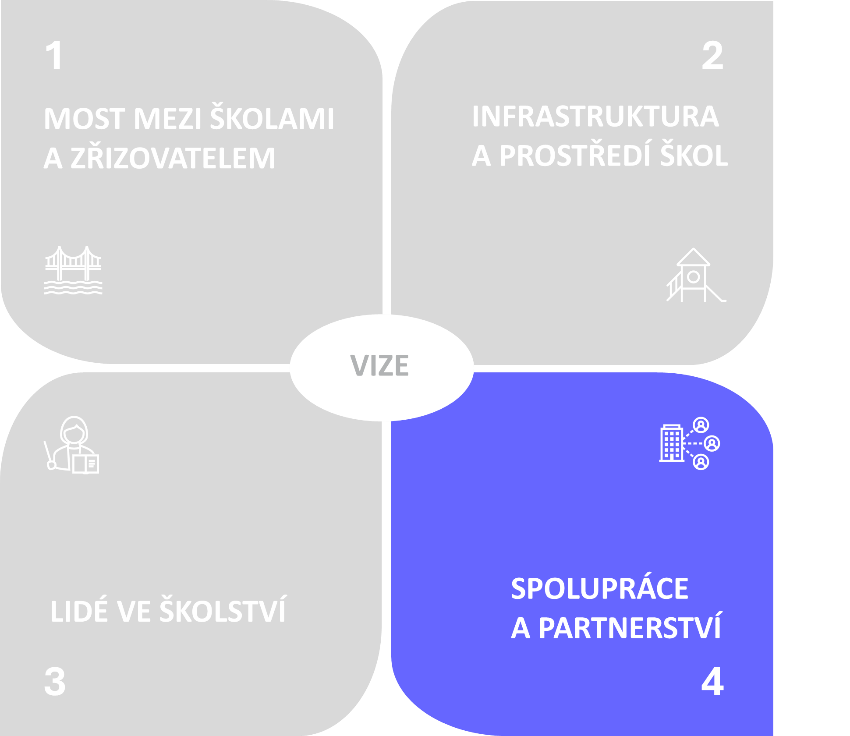 1
MOST MEZI ŠKOLAMI
A ZŘIZOVATELEM
2
INFRASTRUKTURA
A PROSTŘEDÍ ŠKOL
VIZE
LIDÉ VE ŠKOLSTVÍ
3
SPOLUPRÁCE
A PARTNERSTVÍ
4